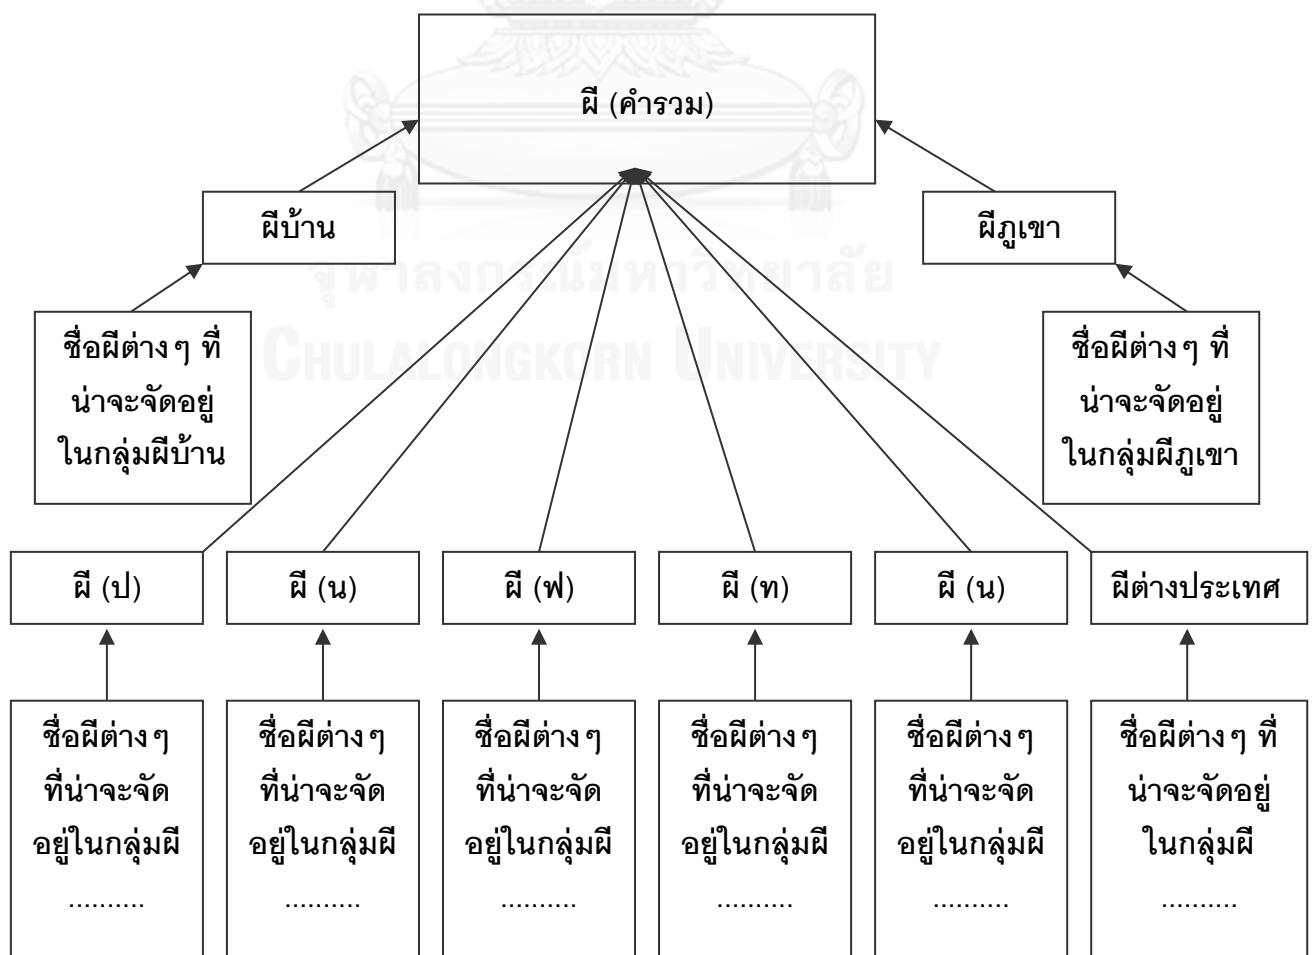 ผี (คำรวม)
ผีบ้าน
ผีภูเขา
จุฬาลงกรณ์มหาวิทยาลัย
CHULALONGKORN UNIVERSITY
ชื่อผีต่าง ๆ ที่
น่าจะจัดอยู่
ในกลุ่มผีบ้าน
ชื่อผีต่าง ๆ ที่
น่าจะจัดอยู่
ในกลุ่มผีภูเขา
ผี (ป)
ผี (น)
ผี (ฟ)
ผี (ท)
ผี (น)
ผีต่างประเทศ
ชื่อผีต่าง ๆ
ที่น่าจะจัด
อยู่ในกลุ่มผี
..........
ชื่อผีต่าง ๆ
ที่น่าจะจัด
อยู่ในกลุ่มผี
..........
ชื่อผีต่าง ๆ
ที่น่าจะจัด
อยู่ในกลุ่มผี
..........
ชื่อผีต่าง ๆ
ที่น่าจะจัด
อยู่ในกลุ่มผี
..........
ชื่อผีต่าง ๆ
ที่น่าจะจัด
อยู่ในกลุ่มผี
..........
ชื่อผีต่าง ๆ ที่
น่าจะจัดอยู่
ในกลุ่มผี
..........